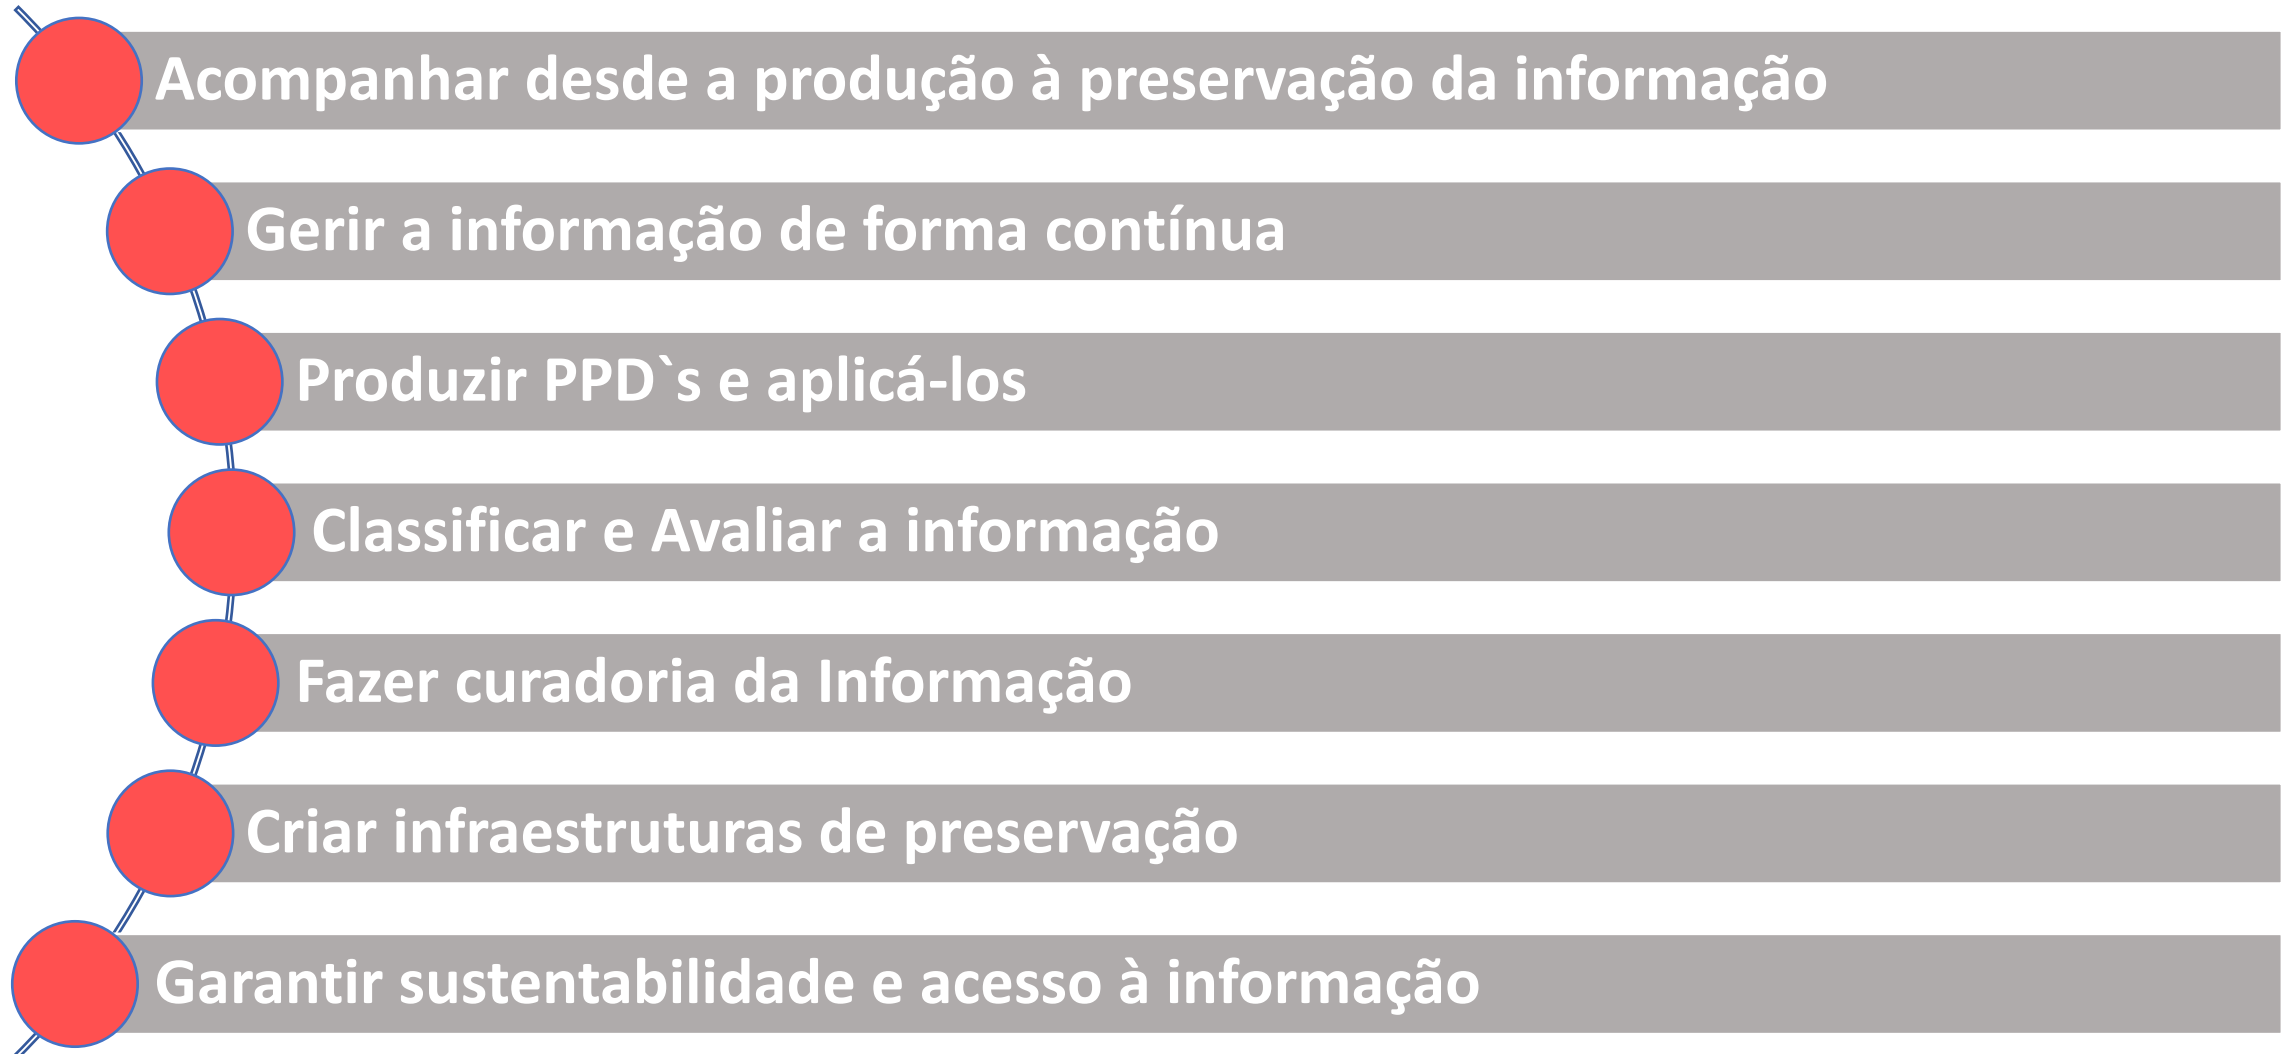 Acompanhar desde a produção à preservação da informação
Gerir a informação de forma contínua
Produzir PPD`s e aplicá-los
Classificar e Avaliar a informação
Fazer curadoria da Informação
Criar infraestruturas de preservação
Garantir sustentabilidade e acesso à informação